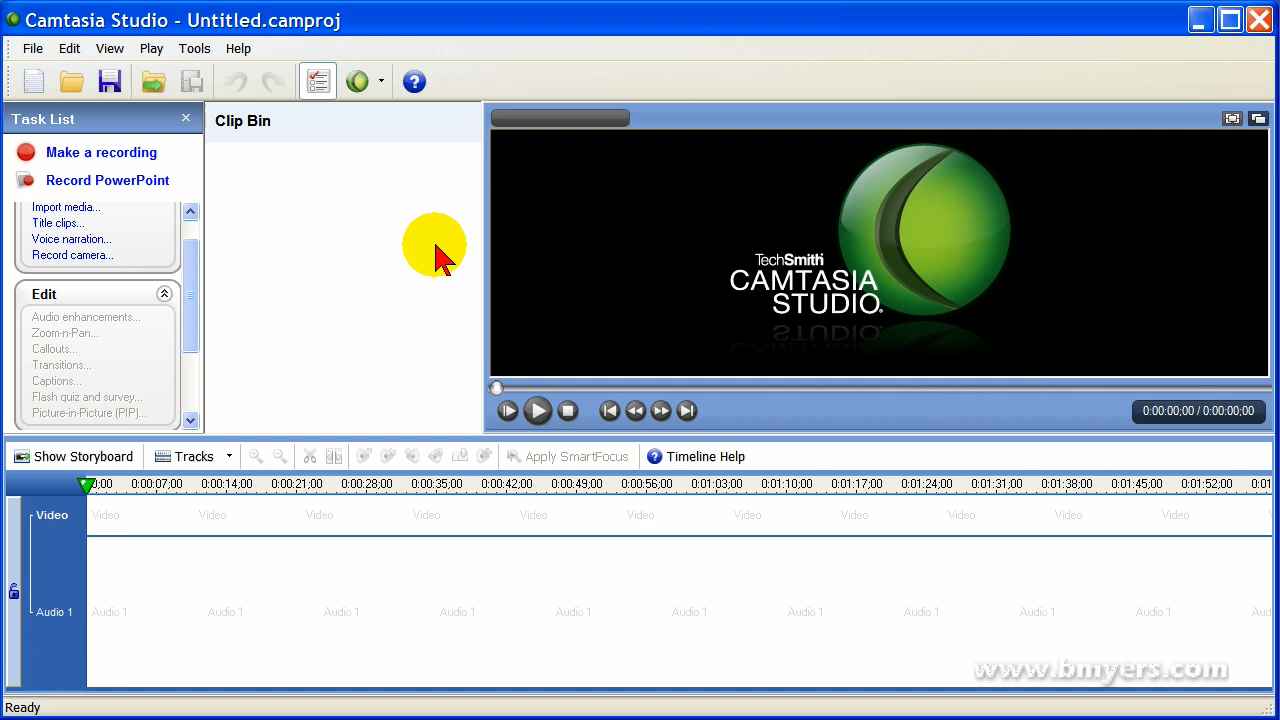 Camtasia Studio - Untitled.camproj
File Edit View Play Tools Help
Task List
Make a recording
Record PowerPoint
Import media...
Title clips...
Voice narration...
Record camera...
Edit
Audio enhancements...
Zoom-n-Pan...
Callouts...
Transitions...
Captions...
Flash quiz and survey...
Picture-in-Picture (PIP)...
Clip Bin
TechSmith
CAMTASIA
STUDIO®
0:00:00;00 / 0:00:00;00
Show Storyboard Tracks Apply SmartFocus Timeline Help
0:00:07;00 0:00:14;00 0:00:21;00 0:00:28;00 0:00:35;00 0:00:42;00 0:00:49;00 0:00:56;00 0:01:03;00 0:01:10;00 0:01:17;00 0:01:24;00 0:01:31;00 0:01:38;00 0:01:45;00 0:01:52;00
Video Video Video Video Video Video Video Video Video Video Video Video
Audio 1 Audio 1 Audio 1 Audio 1 Audio 1 Audio 1 Audio 1 Audio 1 Audio 1 Audio 1 Audio 1 Aud
www.bmyers.com
Ready